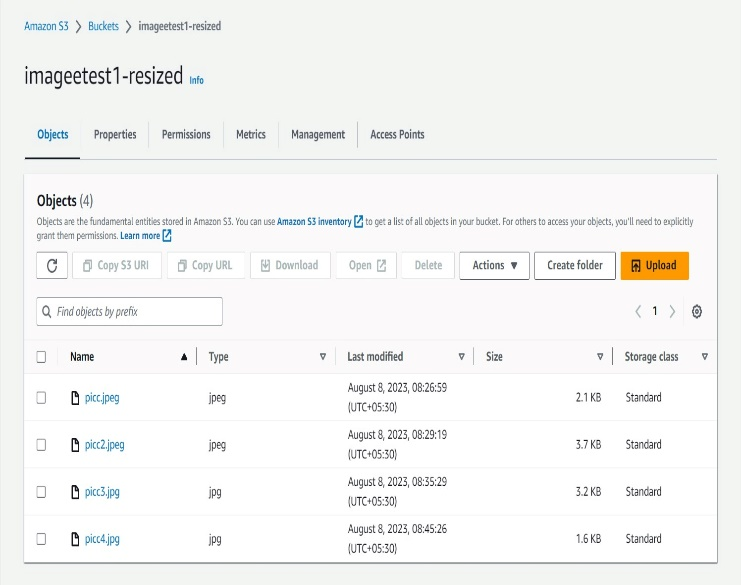 Amazon S3 > Buckets > imageetest1-resized
imageetest1-resized Info
Objects Properties Permissions Metrics Management Access Points
Objects (4)
Objects are the fundamental entities stored in Amazon S3. You can use Amazon S3 inventory to get a list of all objects in your bucket. For others to access your objects, you'll need to explicitly
grant them permissions. Learn more
Copy S3 URI Copy URL Download Open Delete Actions ▼ Create folder Upload
Find objects by prefix < 1 >
Name ▲ Type ▽ Last modified ▽ Size ▽ Storage class ▽
picc.jpeg jpeg August 8, 2023, 08:26:59 2.1 KB Standard
(UTC+05:30)
picc2.jpeg jpeg August 8, 2023, 08:29:19 3.7 KB Standard
(UTC+05:30)
picc3.jpg jpg August 8, 2023, 08:35:29 3.2 KB Standard
(UTC+05:30)
picc4.jpg jpg August 8, 2023, 08:45:26 1.6 KB Standard
(UTC+05:30)